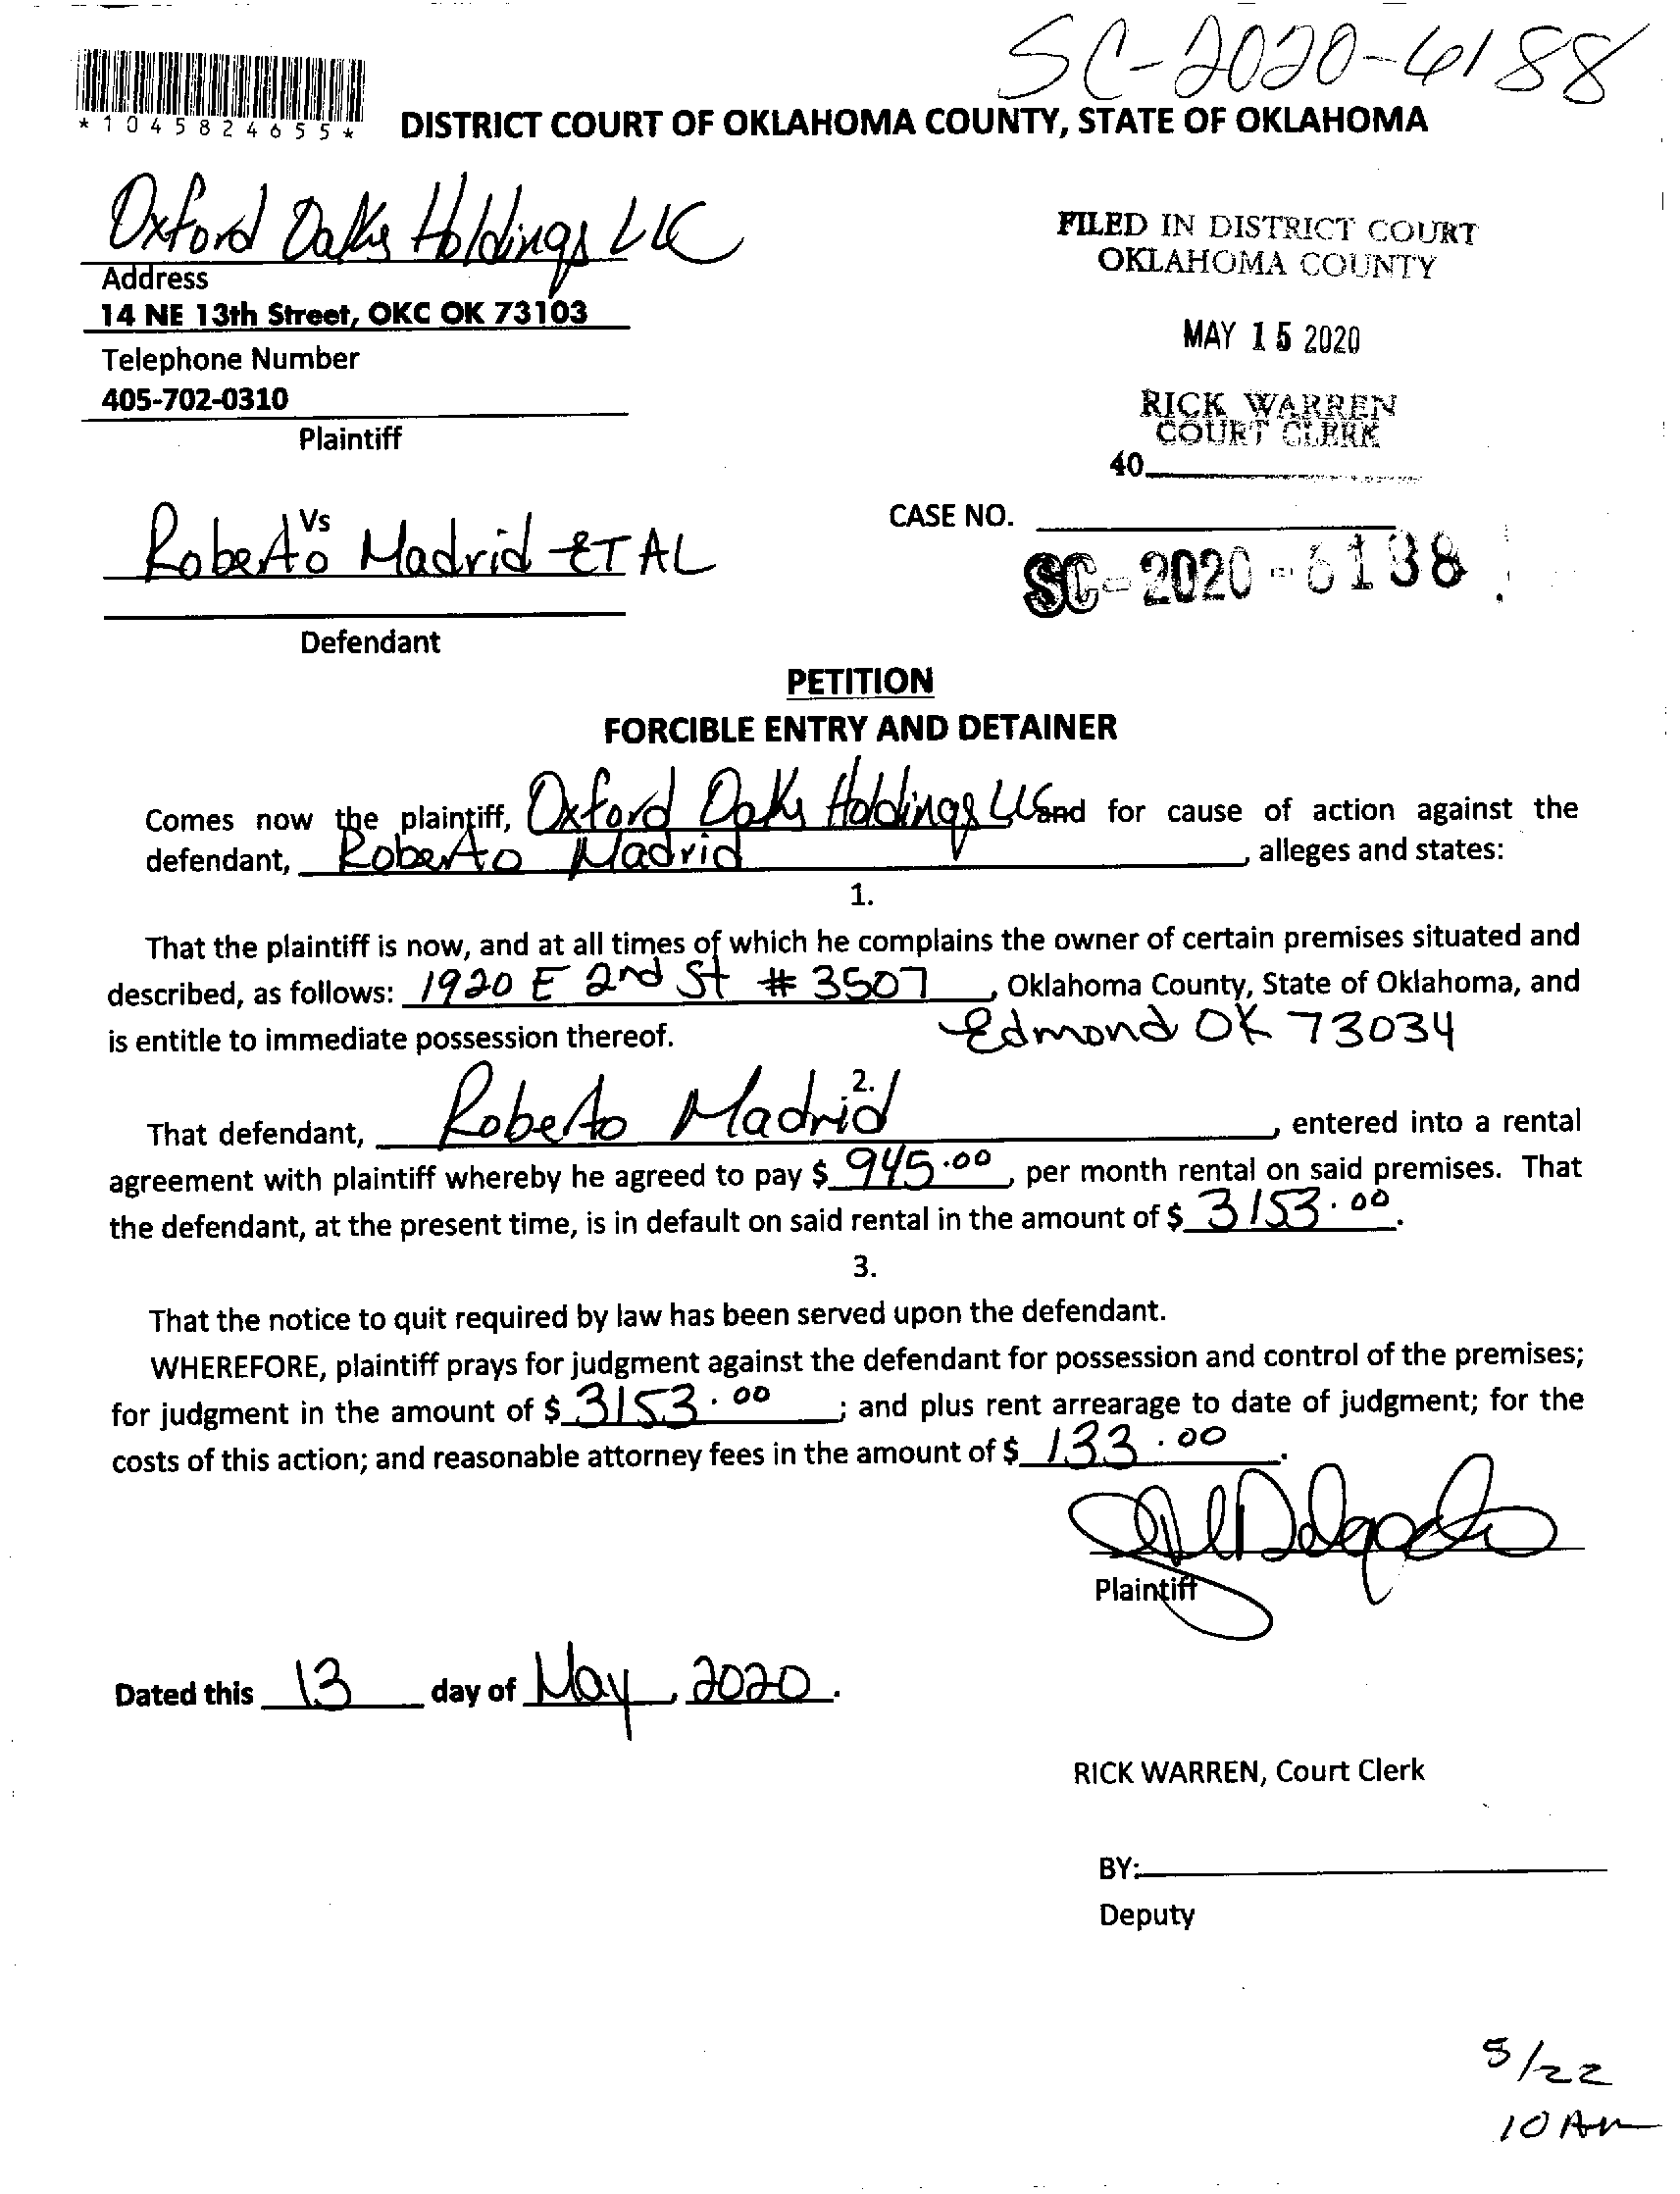 SC-2020-6188
*1045824655*
DISTRICT COURT OF OKLAHOMA COUNTY, STATE OF OKLAHOMA
Oxford Oaks Holdings LLC
Address
14 NE 13th Street, OKC OK 73103
Telephone Number
405-702-0310
Plaintiff
FILED IN DISTRICT COURT
OKLAHOMA COUNTY
MAY 15 2020
RICK WARREN
COURT CLERK
40
Vs
Roberto Madrid ET AL
Defendant
CASE NO.
SC-2020-6188
PETITION
FORCIBLE ENTRY AND DETAINER
Comes now the plaintiff, Oxford Oaks Holdings LLC and for cause of action against the
defendant, Roberto Madrid, alleges and states:
1.
That the plaintiff is now, and at all times of which he complains the owner of certain premises situated and
described, as follows: 1920 E 2nd St # 3507, Oklahoma County, State of Oklahoma, and
is entitle to immediate possession thereof. Edmond OK 73034
2.
That defendant, Roberto Madrid, entered into a rental
agreement with plaintiff whereby he agreed to pay $ 945.00, per month rental on said premises. That
the defendant, at the present time, is in default on said rental in the amount of $ 3153.00.
3.
That the notice to quit required by law has been served upon the defendant.
WHEREFORE, plaintiff prays for judgment against the defendant for possession and control of the premises;
for judgment in the amount of $ 3153.00; and plus rent arrearage to date of judgment; for the
costs of this action; and reasonable attorney fees in the amount of $ 133.00.
Delgado
Plaintiff
Dated this 13 day of May, 2020.
RICK WARREN, Court Clerk
BY:
Deputy
5/22
10 AM